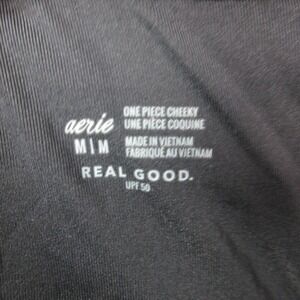 aerie
M|M
ONE PIECE CHEEKY
UNE PIÈCE COQUINE
MADE IN VIETNAM
FABRIQUÉ AU VIETNAM
REAL GOOD.
UPF 50